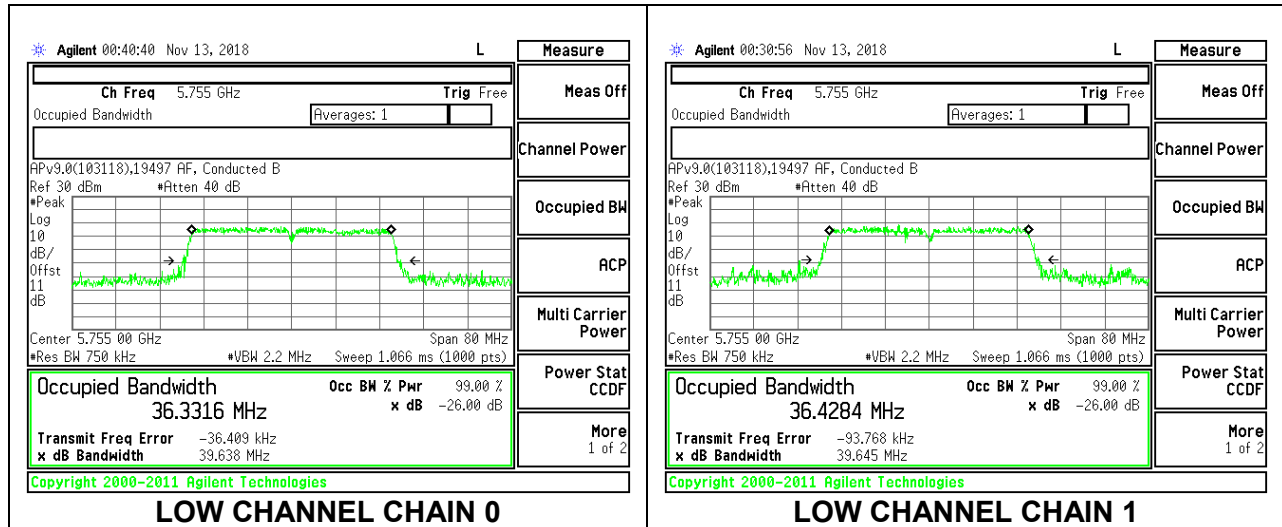 Agilent 00:40:40 Nov 13, 2018 L Measure
Ch Freq 5.755 GHz Trig Free
Meas Off
Occupied Bandwidth Averages: 1
Channel Power
APv9.0(103118),19497 AF, Conducted B
Ref 30 dBm #Atten 40 dB
#Peak
Log
10
dB/
Offst
11
dB
Occupied BW
ACP
Multi Carrier
Power
Center 5.755 00 GHz Span 80 MHz
#Res BW 750 kHz #VBW 2.2 MHz Sweep 1.066 ms (1000 pts)
Power Stat
CCDF
Occupied Bandwidth Occ BW % Pwr 99.00 %
36.3316 MHz x dB -26.00 dB
Transmit Freq Error -36.409 kHz
x dB Bandwidth 39.638 MHz
More
1 of 2
Copyright 2000-2011 Agilent Technologies
LOW CHANNEL CHAIN 0
Agilent 00:30:56 Nov 13, 2018 L Measure
Ch Freq 5.755 GHz Trig Free
Meas Off
Occupied Bandwidth Averages: 1
Channel Power
APv9.0(103118),19497 AF, Conducted B
Ref 30 dBm #Atten 40 dB
#Peak
Log
10
dB/
Offst
11
dB
Occupied BW
ACP
Multi Carrier
Power
Center 5.755 00 GHz Span 80 MHz
#Res BW 750 kHz #VBW 2.2 MHz Sweep 1.066 ms (1000 pts)
Power Stat
CCDF
Occupied Bandwidth Occ BW % Pwr 99.00 %
36.4284 MHz x dB -26.00 dB
Transmit Freq Error -93.768 kHz
x dB Bandwidth 39.645 MHz
More
1 of 2
Copyright 2000-2011 Agilent Technologies
LOW CHANNEL CHAIN 1